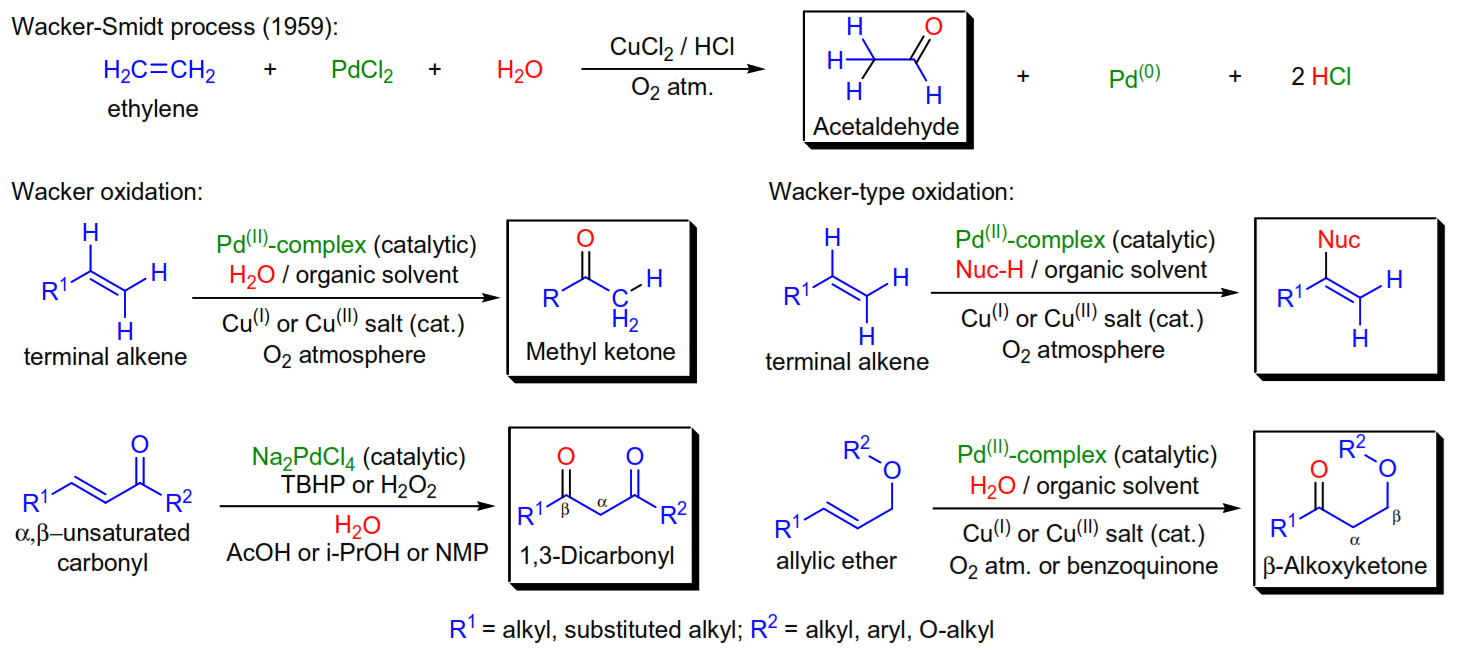 Wacker-Smidt process (1959):
H₂C=CH₂ + PdCl₂ + H₂O
CuCl₂ / HCl
O₂ atm.
H O
H
H H
Acetaldehyde
+ Pd⁽⁰⁾ + 2 HCl
ethylene
Wacker oxidation:
H
R¹ H
H
terminal alkene
Pd⁽ᴵᴵ⁾-complex (catalytic)
H₂O / organic solvent
Cu⁽ᴵ⁾ or Cu⁽ᴵᴵ⁾ salt (cat.)
O₂ atmosphere
O
R C H
H₂
Methyl ketone
Wacker-type oxidation:
H
R¹ H
H
terminal alkene
Pd⁽ᴵᴵ⁾-complex (catalytic)
Nuc-H / organic solvent
Cu⁽ᴵ⁾ or Cu⁽ᴵᴵ⁾ salt (cat.)
O₂ atmosphere
Nuc
R¹ H
H
O
R¹ R²
α,β–unsaturated
carbonyl
Na₂PdCl₄ (catalytic)
TBHP or H₂O₂
H₂O
AcOH or i-PrOH or NMP
O O
R¹ β α R²
1,3-Dicarbonyl
R² O
R¹
allylic ether
Pd⁽ᴵᴵ⁾-complex (catalytic)
H₂O / organic solvent
Cu⁽ᴵ⁾ or Cu⁽ᴵᴵ⁾ salt (cat.)
O₂ atm. or benzoquinone
R²
O O
R¹ α β
β-Alkoxyketone
R¹ = alkyl, substituted alkyl; R² = alkyl, aryl, O-alkyl